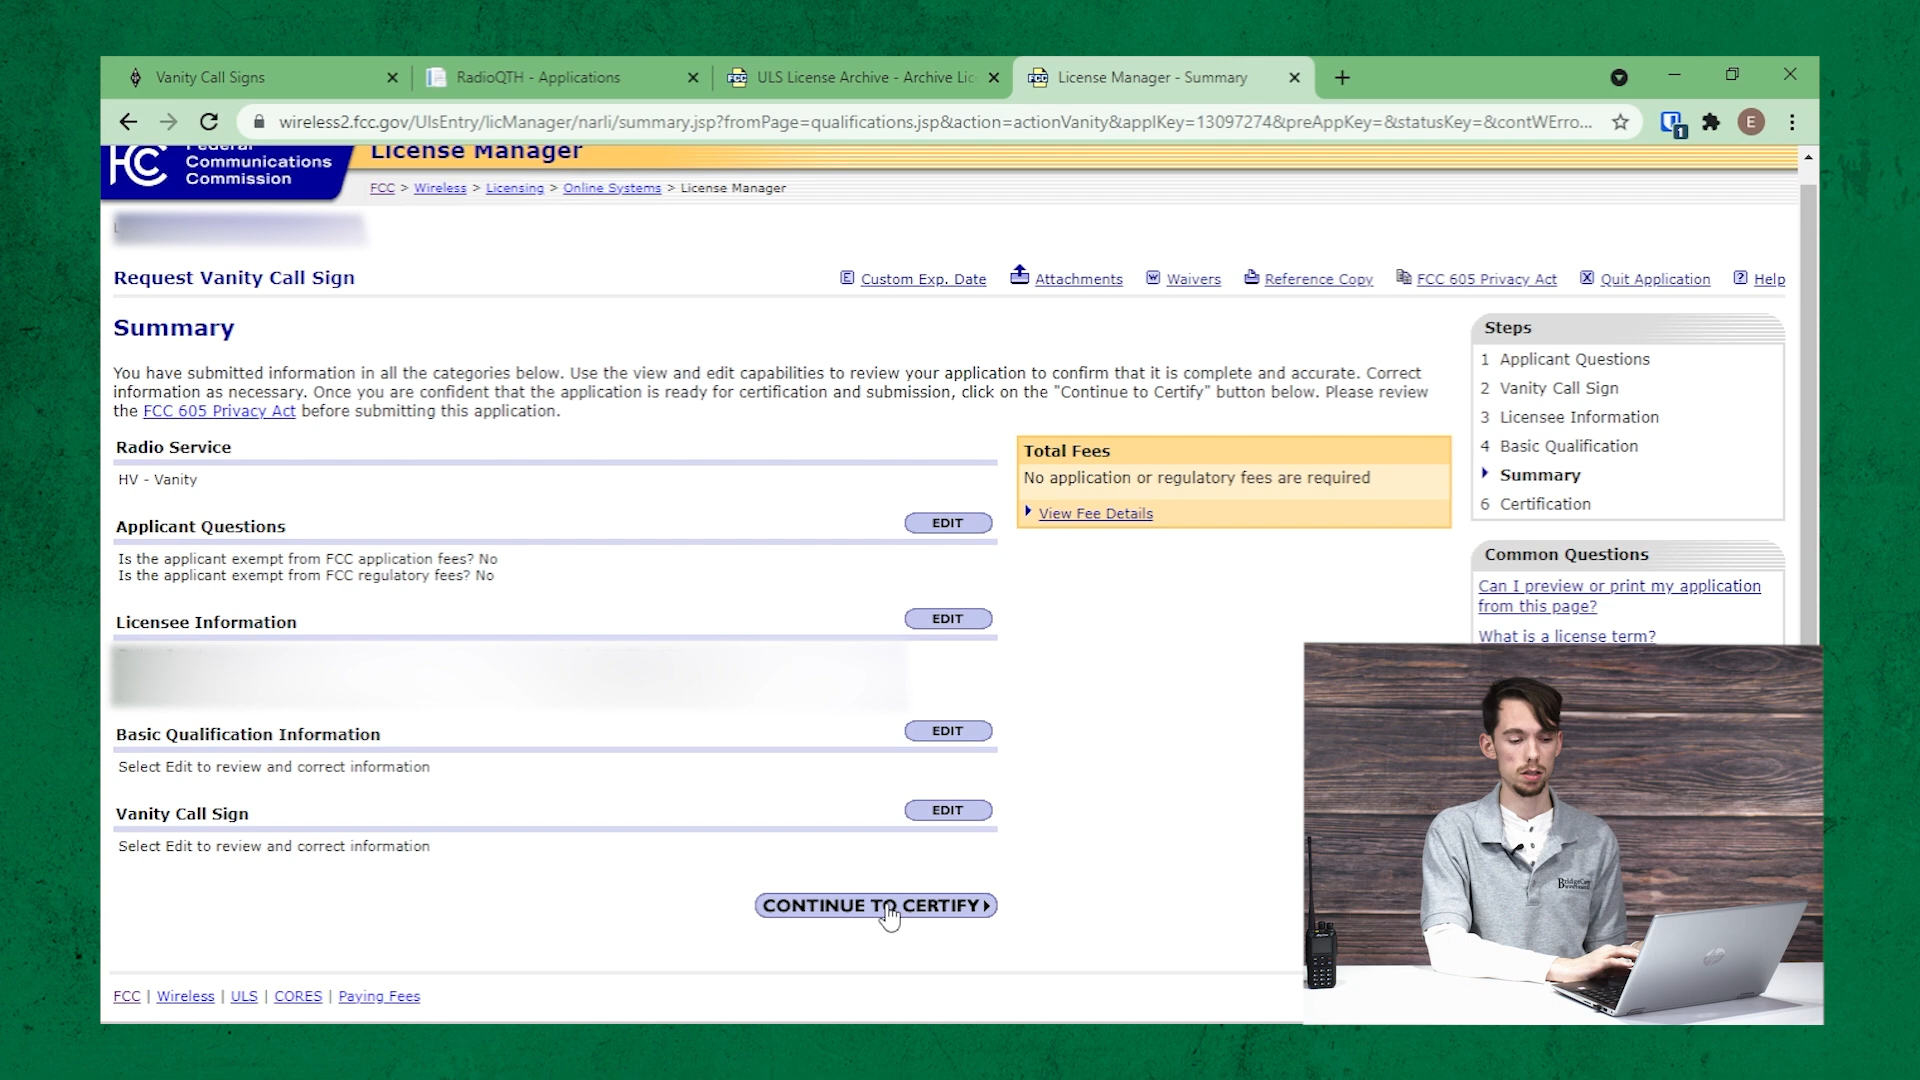 Vanity Call Signs
RadioQTH - Applications
ULS License Archive - Archive Lic
License Manager - Summary
wireless2.fcc.gov/UlsEntry/licManager/narli/summary.jsp?fromPage=qualifications.jsp&action=actionVanity&applKey=13097274&preAppKey=&statusKey=&contWErro...
1
E
FCC
Federal
Communications
Commission
License Manager
FCC > Wireless > Licensing > Online Systems > License Manager
Request Vanity Call Sign
E Custom Exp. Date
Attachments
W Waivers
Reference Copy
FCC 605 Privacy Act
X Quit Application
? Help
Summary
You have submitted information in all the categories below. Use the view and edit capabilities to review your application to confirm that it is complete and accurate. Correct
information as necessary. Once you are confident that the application is ready for certification and submission, click on the "Continue to Certify" button below. Please review
the FCC 605 Privacy Act before submitting this application.
Radio Service
HV - Vanity
Applicant Questions
EDIT
Is the applicant exempt from FCC application fees? No
Is the applicant exempt from FCC regulatory fees? No
Licensee Information
EDIT
Basic Qualification Information
EDIT
Select Edit to review and correct information
Vanity Call Sign
EDIT
Select Edit to review and correct information
CONTINUE TO CERTIFY
Total Fees
No application or regulatory fees are required
View Fee Details
Steps
1 Applicant Questions
2 Vanity Call Sign
3 Licensee Information
4 Basic Qualification
Summary
6 Certification
Common Questions
Can I preview or print my application
from this page?
What is a license term?
FCC | Wireless | ULS | CORES | Paying Fees
hp